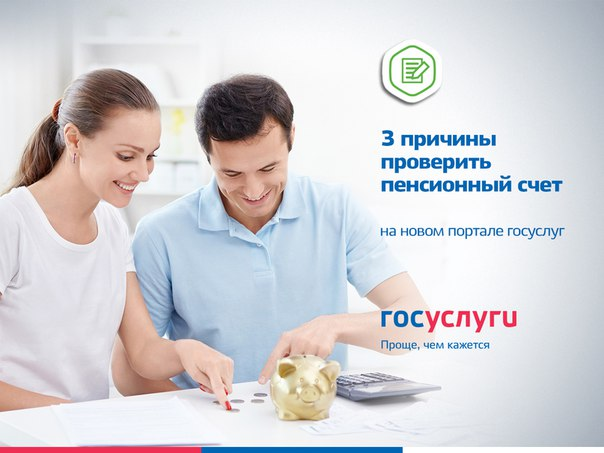 3 причины
проверить
пенсионный счет
на новом портале госуслуг
госуслуги
Проще, чем кажется